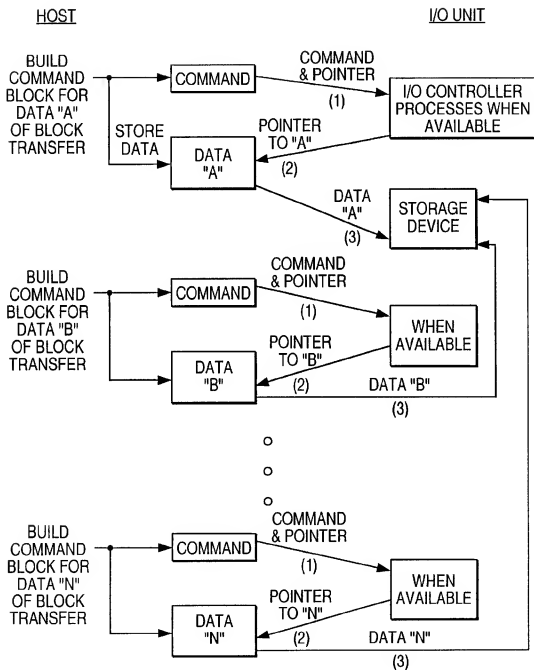 HOST
I/O UNIT
BUILD
COMMAND
BLOCK FOR
DATA "A"
OF BLOCK
TRANSFER
COMMAND
COMMAND
& POINTER
(1)
I/O CONTROLLER
PROCESSES WHEN
AVAILABLE
STORE
DATA
DATA
"A"
POINTER
TO "A"
(2)
DATA
"A"
(3)
STORAGE
DEVICE
BUILD
COMMAND
BLOCK FOR
DATA "B"
OF BLOCK
TRANSFER
COMMAND
COMMAND
& POINTER
(1)
WHEN
AVAILABLE
DATA
"B"
POINTER
TO "B"
(2)
DATA "B"
(3)
BUILD
COMMAND
BLOCK FOR
DATA "N"
OF BLOCK
TRANSFER
COMMAND
COMMAND
& POINTER
(1)
WHEN
AVAILABLE
DATA
"N"
POINTER
TO "N"
(2)
DATA "N"
(3)